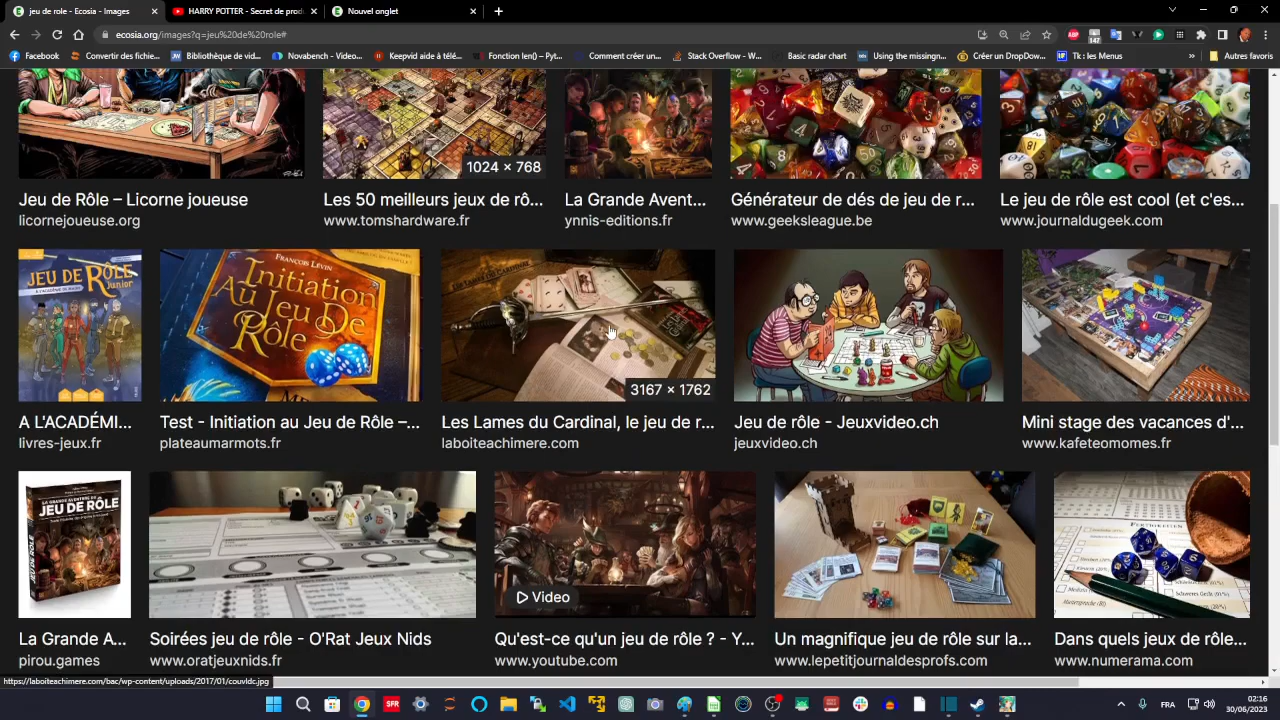 jeu de role - Ecosia - Images
HARRY POTTER - Secret de prod
Nouvel onglet
ecosia.org/images?q=jeu%20de%20role#
Facebook
Convertir des fichie...
Bibliothèque de vid...
Novabench - Video...
Keepvid aide à télé...
Fonction len() – Pyt...
Comment créer un...
Stack Overflow - W...
Basic radar chart
Using the missingn...
Créer un DropDow...
Tk : les Menus
»
Autres favoris
1024 × 768
Jeu de Rôle – Licorne joueuse
licornejoueuse.org
Les 50 meilleurs jeux de rô...
www.tomshardware.fr
La Grande Avent...
ynnis-editions.fr
Générateur de dés de jeu de r...
www.geeksleague.be
Le jeu de rôle est cool (et c'es...
www.journaldugeek.com
JEU DE RÔLE
Junior
FRANÇOIS LÉVIN
INITIATION
AU JEU DE
RÔLE
3167 × 1762
A L'ACADÉMI...
livres-jeux.fr
Test - Initiation au Jeu de Rôle –...
plateaumarmots.fr
Les Lames du Cardinal, le jeu de r...
laboiteachimere.com
Jeu de rôle - Jeuxvideo.ch
jeuxvideo.ch
Mini stage des vacances d'...
www.kafeteomomes.fr
LA GRANDE AVENTURE DU
JEU DE RÔLE
Video
La Grande A...
pirou.games
Soirées jeu de rôle - O'Rat Jeux Nids
www.oratjeuxnids.fr
Qu'est-ce qu'un jeu de rôle ? - Y...
www.youtube.com
Un magnifique jeu de rôle sur la...
www.lepetitjournaldesprofs.com
Dans quels jeux de rôle...
www.numerama.com
https://laboiteachimere.com/bac/wp-content/uploads/2017/01/couvldc.jpg
SFR
FRA
02:16
30/06/2023